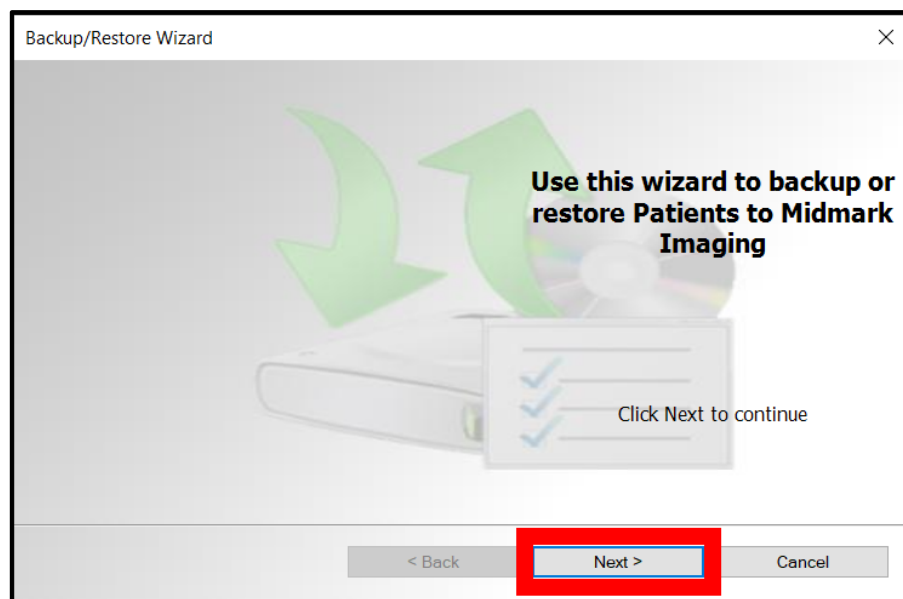 Backup/Restore Wizard
Use this wizard to backup or
restore Patients to Midmark
Imaging
Click Next to continue
< Back Next > Cancel